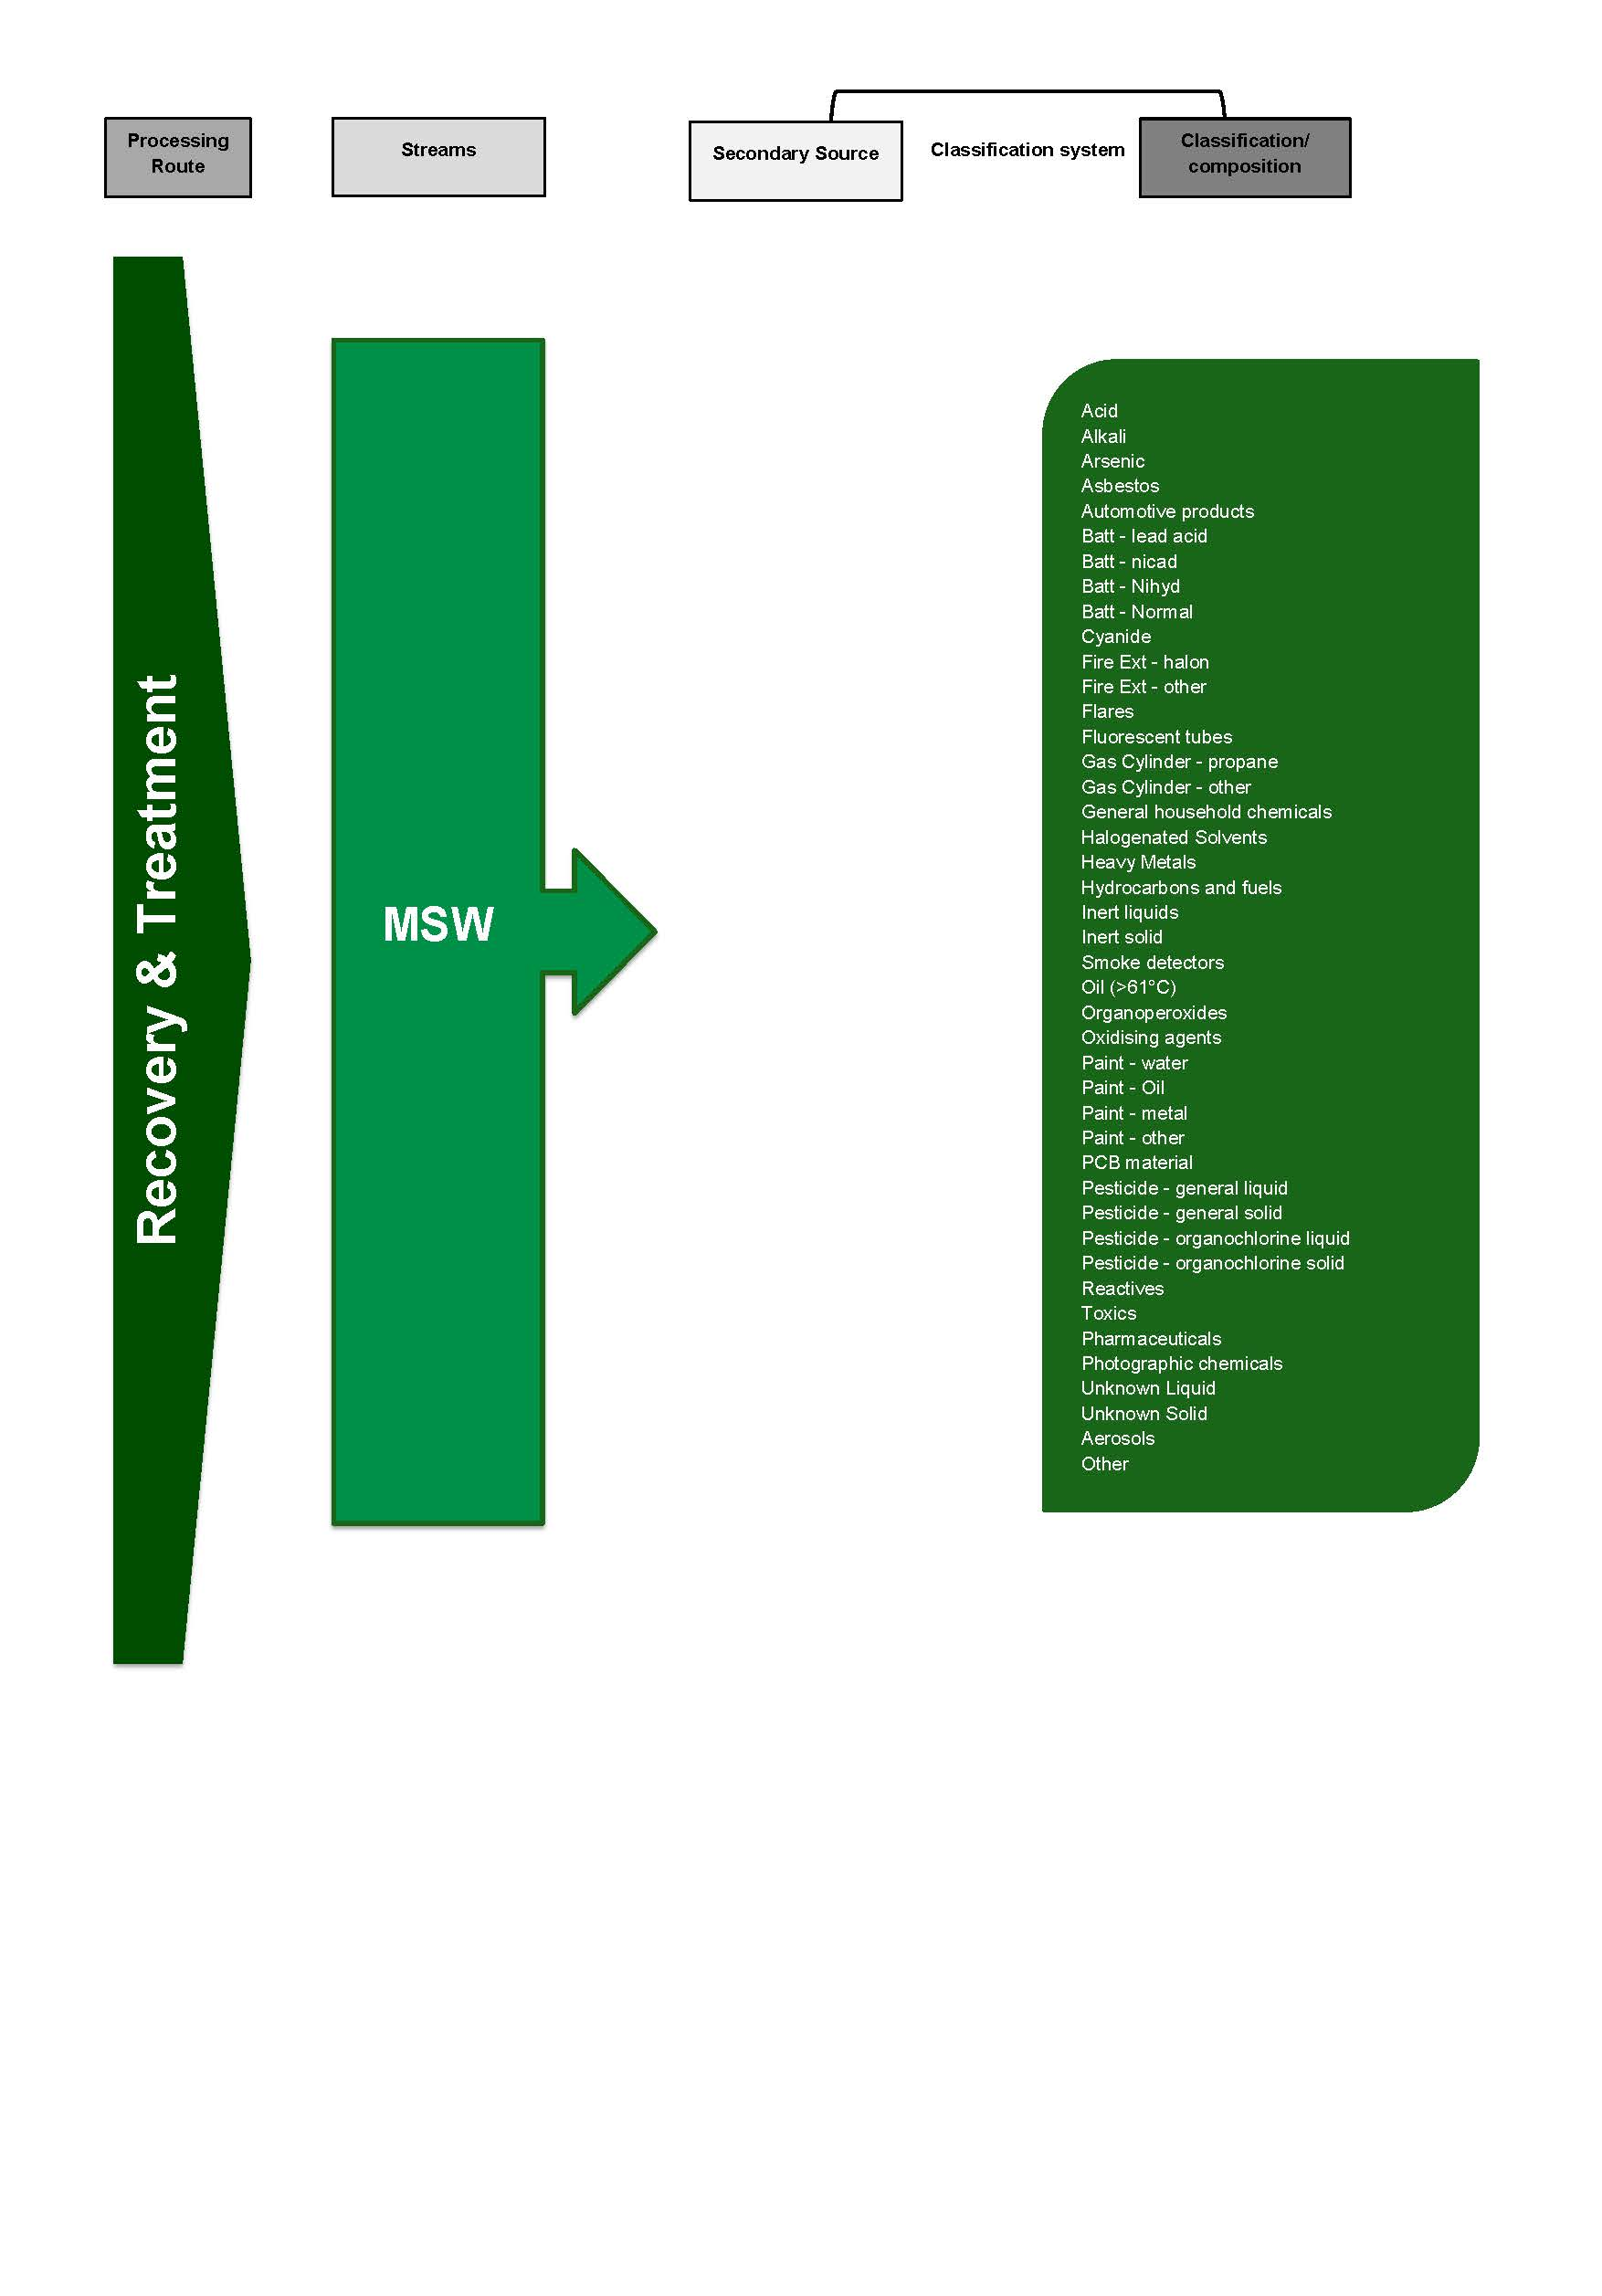 Processing
Route
Streams
Secondary Source
Classification system
Classification/
composition
Recovery & Treatment
MSW
Acid
Alkali
Arsenic
Asbestos
Automotive products
Batt - lead acid
Batt - nicad
Batt - Nihyd
Batt - Normal
Cyanide
Fire Ext - halon
Fire Ext - other
Flares
Fluorescent tubes
Gas Cylinder - propane
Gas Cylinder - other
General household chemicals
Halogenated Solvents
Heavy Metals
Hydrocarbons and fuels
Inert liquids
Inert solid
Smoke detectors
Oil (>61°C)
Organoperoxides
Oxidising agents
Paint - water
Paint - Oil
Paint - metal
Paint - other
PCB material
Pesticide - general liquid
Pesticide - general solid
Pesticide - organochlorine liquid
Pesticide - organochlorine solid
Reactives
Toxics
Pharmaceuticals
Photographic chemicals
Unknown Liquid
Unknown Solid
Aerosols
Other